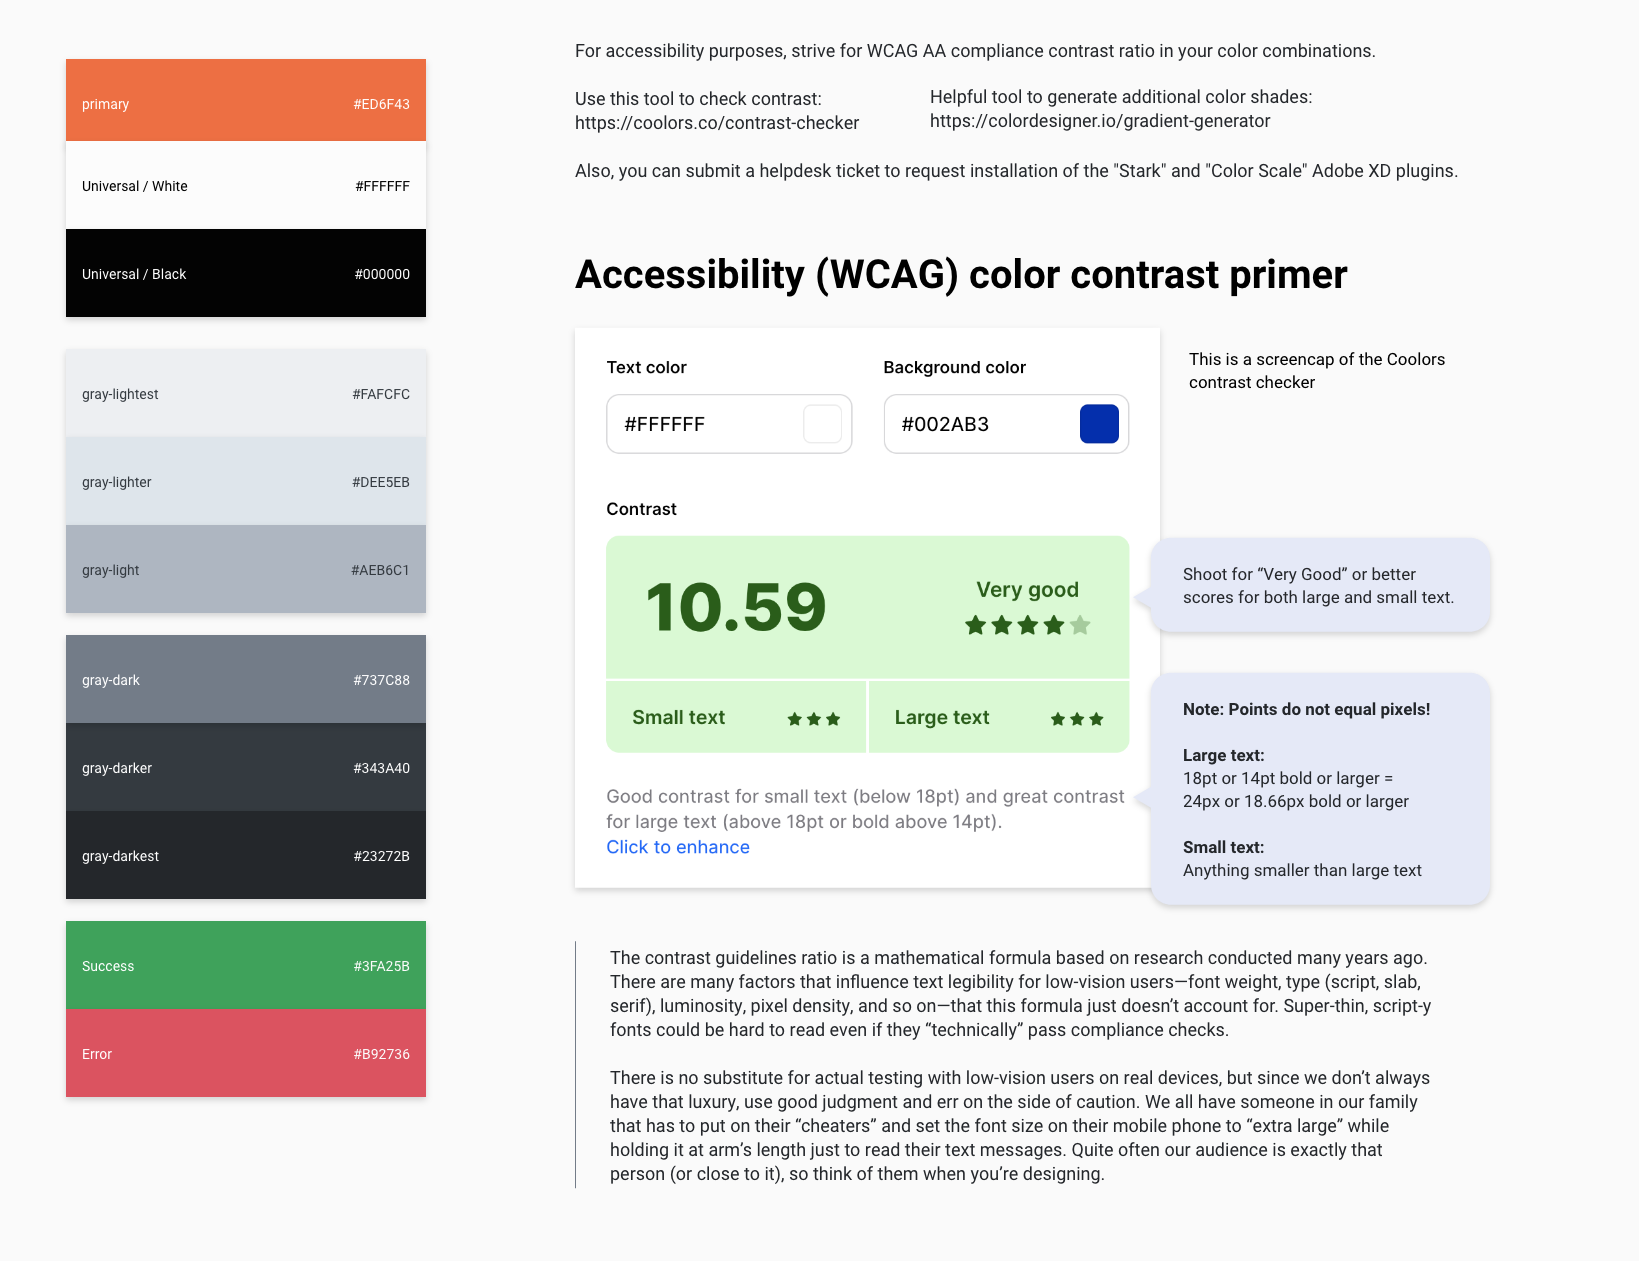 primary #ED6F43
Universal / White #FFFFFF
Universal / Black #000000
gray-lightest #FAFCFC
gray-lighter #DEE5EB
gray-light #AEB6C1
gray-dark #737C88
gray-darker #343A40
gray-darkest #23272B
Success #3FA25B
Error #B92736
For accessibility purposes, strive for WCAG AA compliance contrast ratio in your color combinations.
Use this tool to check contrast:
https://coolors.co/contrast-checker
Helpful tool to generate additional color shades:
https://colordesigner.io/gradient-generator
Also, you can submit a helpdesk ticket to request installation of the "Stark" and "Color Scale" Adobe XD plugins.
Accessibility (WCAG) color contrast primer
Text color
#FFFFFF
Background color
#002AB3
Contrast
10.59
Very good
Small text
Large text
Good contrast for small text (below 18pt) and great contrast
for large text (above 18pt or bold above 14pt).
Click to enhance
This is a screencap of the Coolors
contrast checker
Shoot for “Very Good” or better
scores for both large and small text.
Note: Points do not equal pixels!
Large text:
18pt or 14pt bold or larger =
24px or 18.66px bold or larger
Small text:
Anything smaller than large text
The contrast guidelines ratio is a mathematical formula based on research conducted many years ago.
There are many factors that influence text legibility for low-vision users—font weight, type (script, slab,
serif), luminosity, pixel density, and so on—that this formula just doesn’t account for. Super-thin, script-y
fonts could be hard to read even if they “technically” pass compliance checks.
There is no substitute for actual testing with low-vision users on real devices, but since we don’t always
have that luxury, use good judgment and err on the side of caution. We all have someone in our family
that has to put on their “cheaters” and set the font size on their mobile phone to “extra large” while
holding it at arm’s length just to read their text messages. Quite often our audience is exactly that
person (or close to it), so think of them when you’re designing.